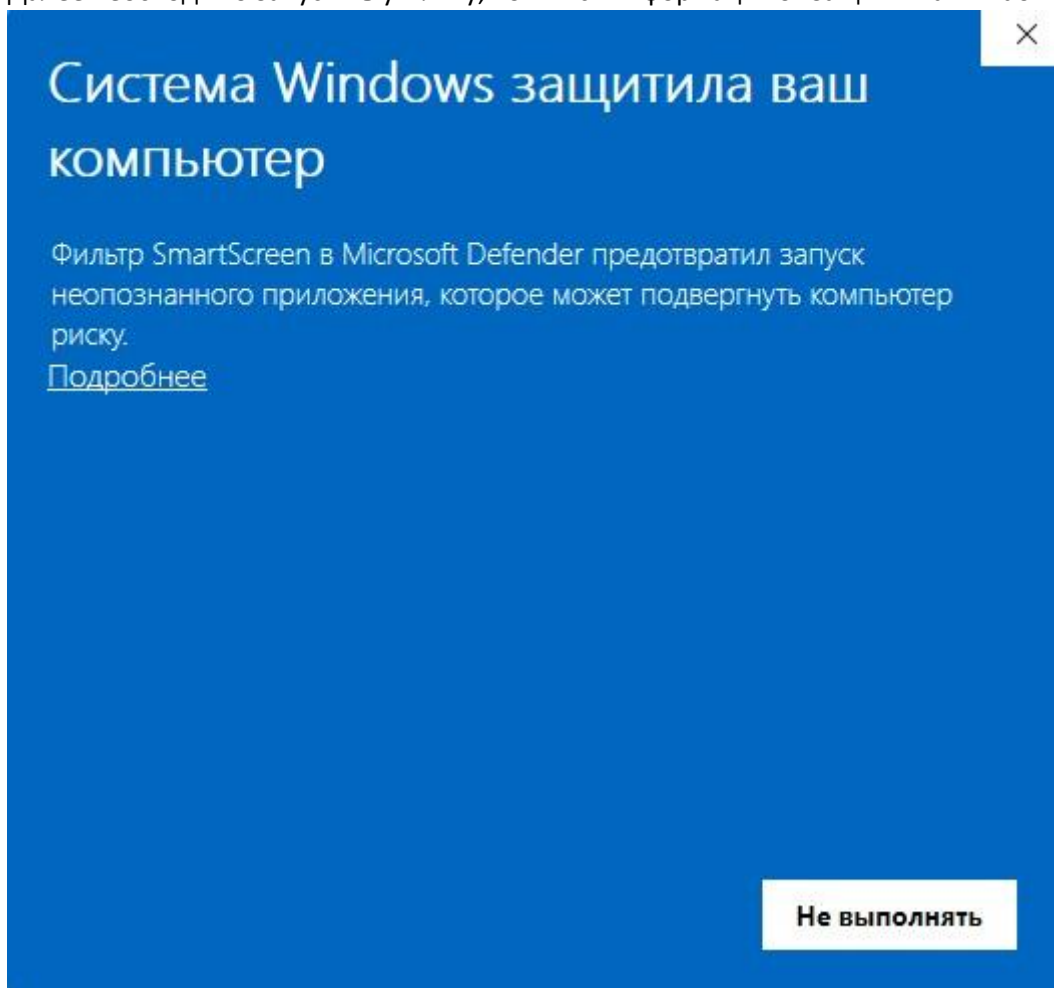 Система Windows защитила ваш
компьютер
Фильтр SmartScreen в Microsoft Defender предотвратил запуск
неопознанного приложения, которое может подвергнуть компьютер
риску.
Подробнее
Не выполнять